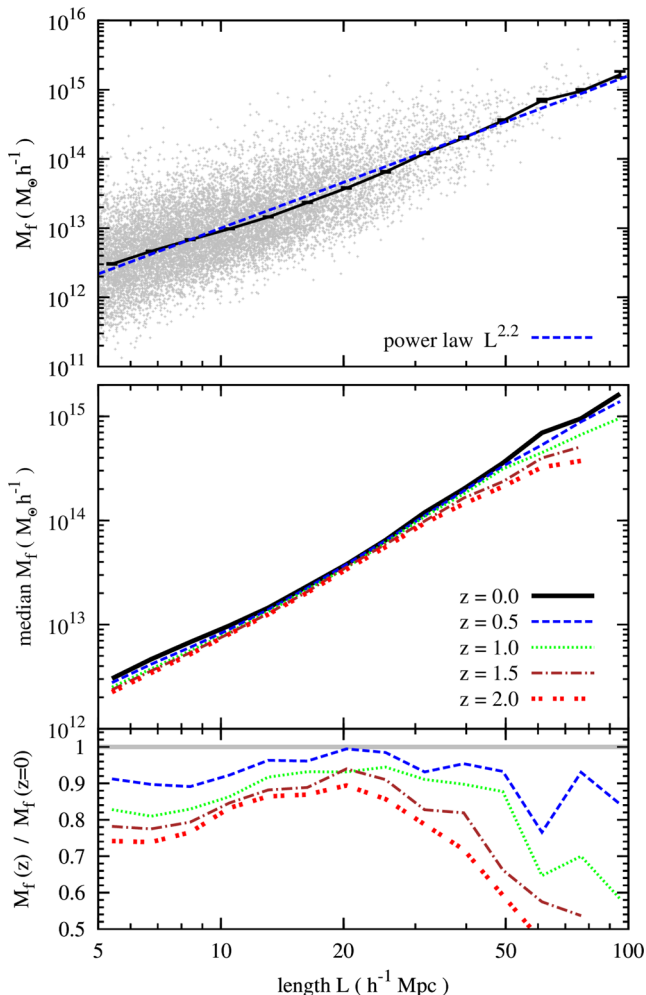 10^16
10^15
10^14
10^13
10^12
10^11
M_f ( M_⊙ h^-1 )
power law L^2.2
10^15
10^14
10^13
10^12
median M_f ( M_⊙ h^-1 )
z = 0.0
z = 0.5
z = 1.0
z = 1.5
z = 2.0
1
0.9
0.8
0.7
0.6
0.5
M_f (z) / M_f (z=0)
5 10 20 50 100
length L ( h^-1 Mpc )